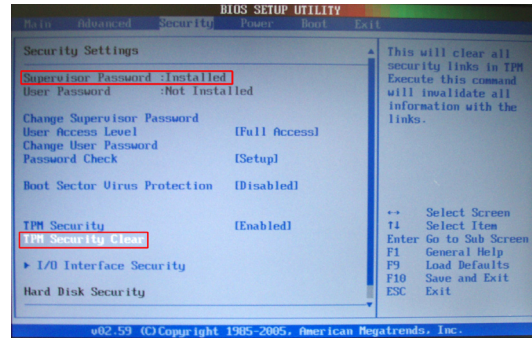 BIOS SETUP UTILITY
Main Advanced Security Power Boot Exit
Security Settings
Supervisor Password :Installed
User Password :Not Installed
Change Supervisor Password
User Access Level [Full Access]
Change User Password
Password Check [Setup]
Boot Sector Virus Protection [Disabled]
TPM Security [Enabled]
TPM Security Clear
I/O Interface Security
Hard Disk Security
This will clear all
security links in TPM
Execute this command
will invalidate all
information with the
links.
↔ Select Screen
↑↓ Select Item
Enter Go to Sub Screen
F1 General Help
F9 Load Defaults
F10 Save and Exit
ESC Exit
v02.59 (C)Copyright 1985-2005, American Megatrends, Inc.